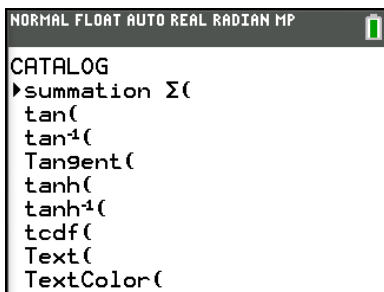 NORMAL FLOAT AUTO REAL RADIAN MP
CATALOG
▸summation Σ(
tan(
tan⁻¹(
Tangent(
tanh(
tanh⁻¹(
tcdf(
Text(
TextColor(